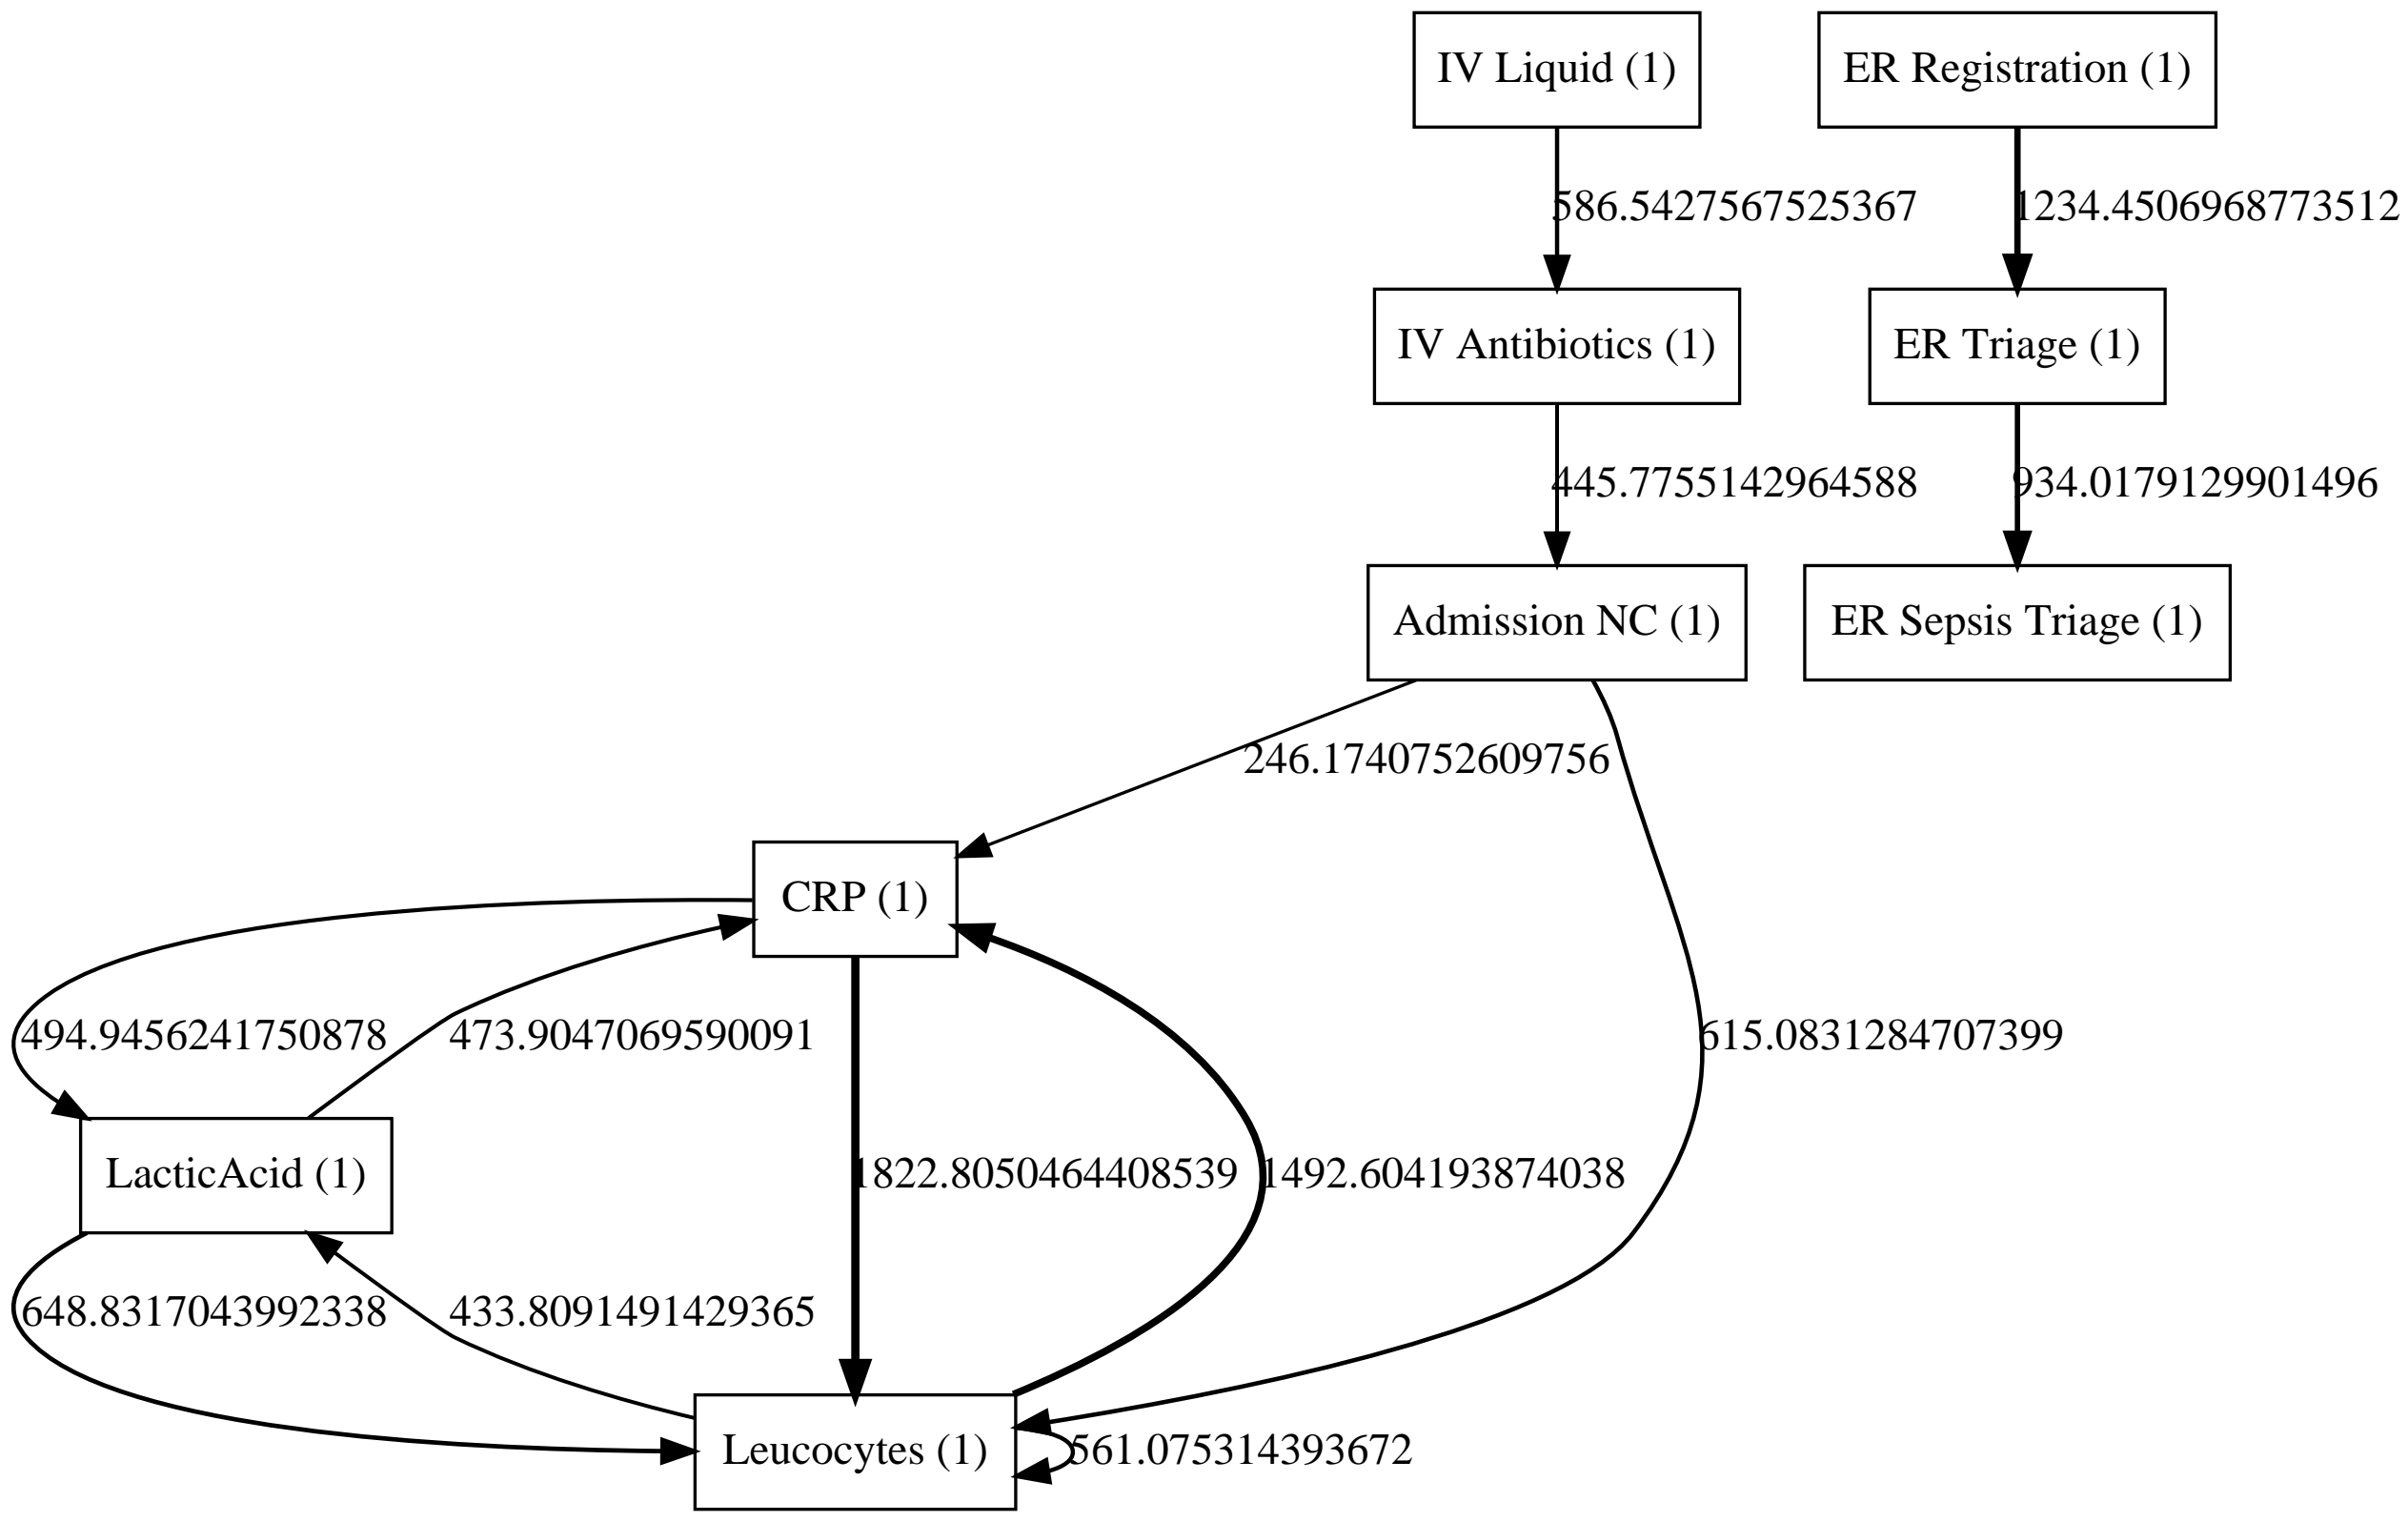 IV Liquid (1)
ER Registration (1)
586.5427567525367
1234.4506968773512
IV Antibiotics (1)
ER Triage (1)
445.7755142964588
934.0179129901496
Admission NC (1)
ER Sepsis Triage (1)
246.1740752609756
CRP (1)
494.9456241750878
473.9047069590091
615.0831284707399
LacticAcid (1)
1822.8050464408539
1492.604193874038
648.8317043992338
433.8091491429365
Leucocytes (1)
561.075314393672